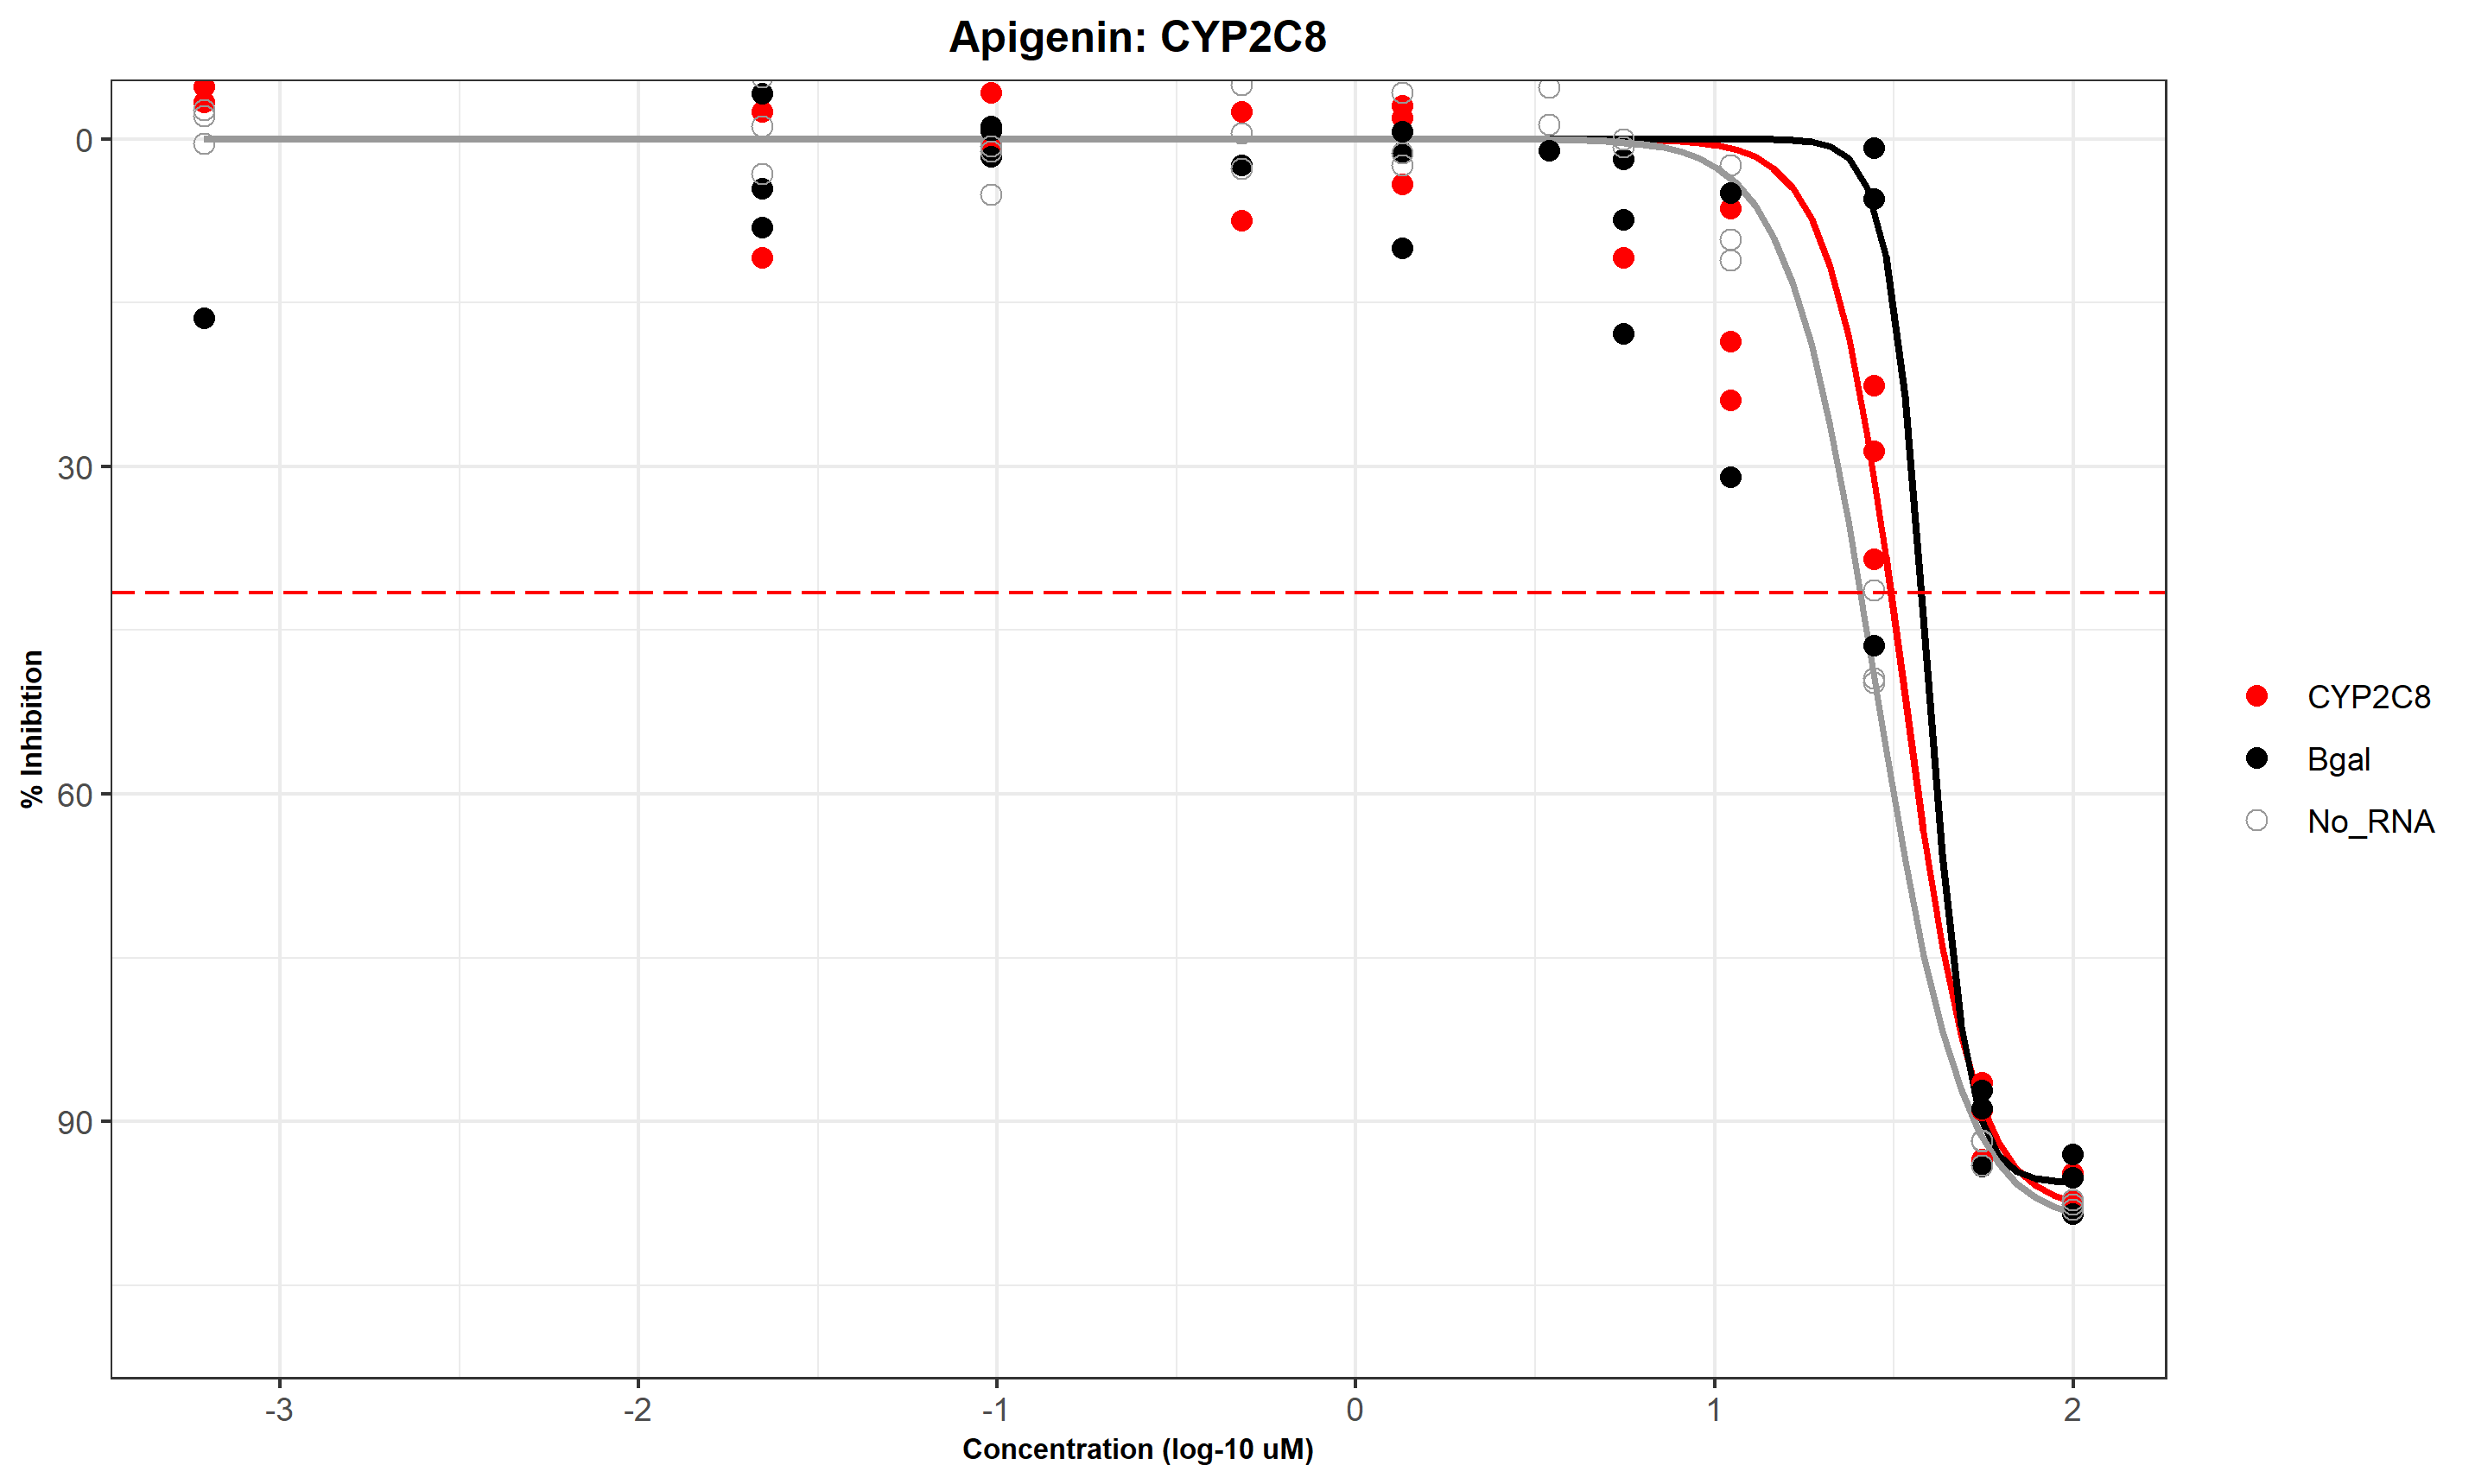 Apigenin: CYP2C8
% Inhibition
0
30
60
90
-3
-2
-1
0
1
2
Concentration (log-10 uM)
CYP2C8
Bgal
No_RNA